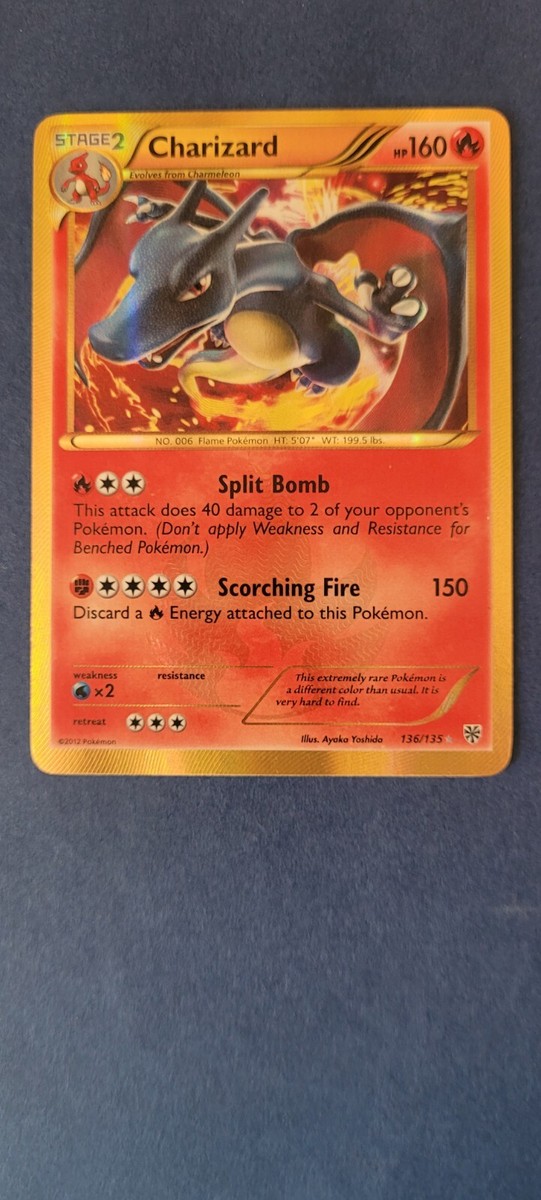 STAGE2 Charizard HP160
Evolves from Charmeleon
NO. 006 Flame Pokémon HT: 5'07" WT: 199.5 lbs.
Split Bomb
This attack does 40 damage to 2 of your opponent's
Pokémon. (Don't apply Weakness and Resistance for
Benched Pokémon.)
Scorching Fire 150
Discard a Energy attached to this Pokémon.
weakness resistance
×2
retreat
This extremely rare Pokémon is
a different color than usual. It is
very hard to find.
©2012 Pokémon Illus. Ayaka Yoshida 136/135